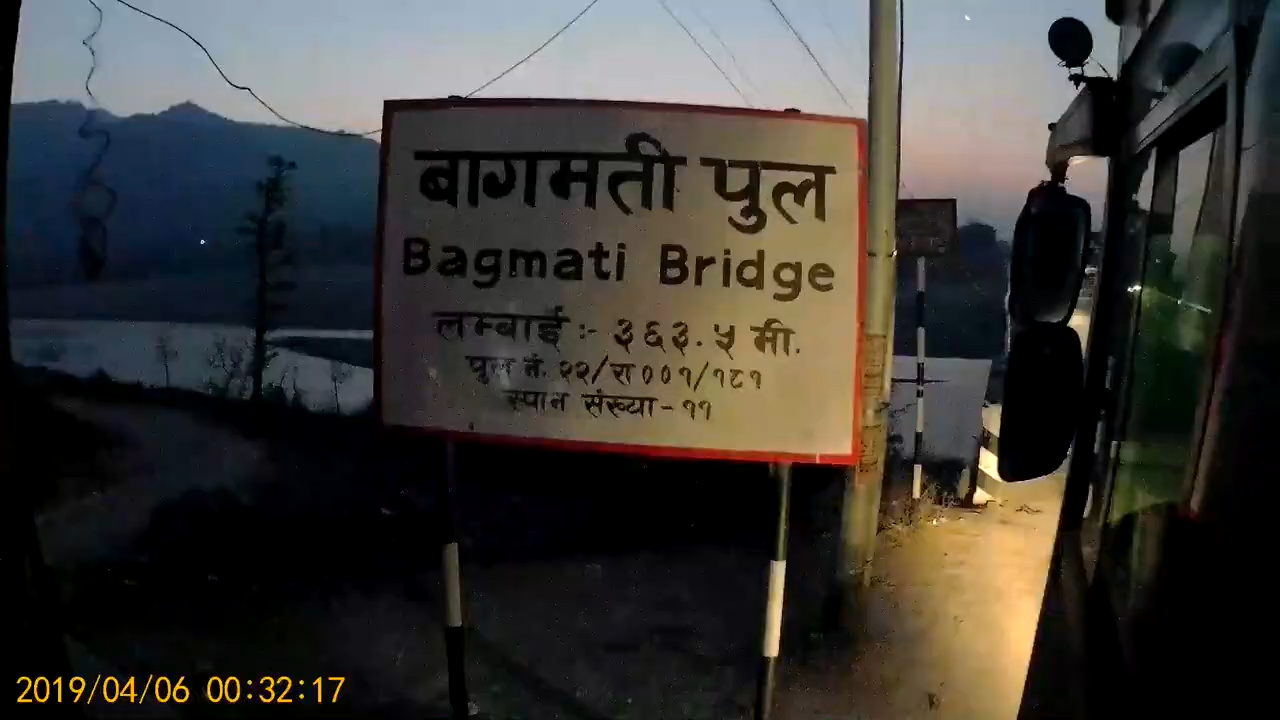 बागमती पुल
Bagmati Bridge
लम्बाई :- ३६३.५ मी.
पुल नं. २२/रा ००१/१८१
स्पान संख्या - ११
2019/04/06 00:32:17